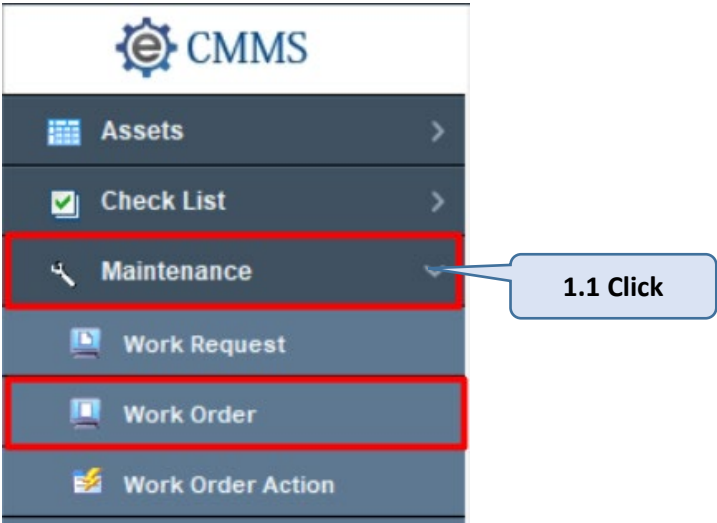 e CMMS
Assets
Check List
Maintenance
1.1 Click
Work Request
Work Order
Work Order Action